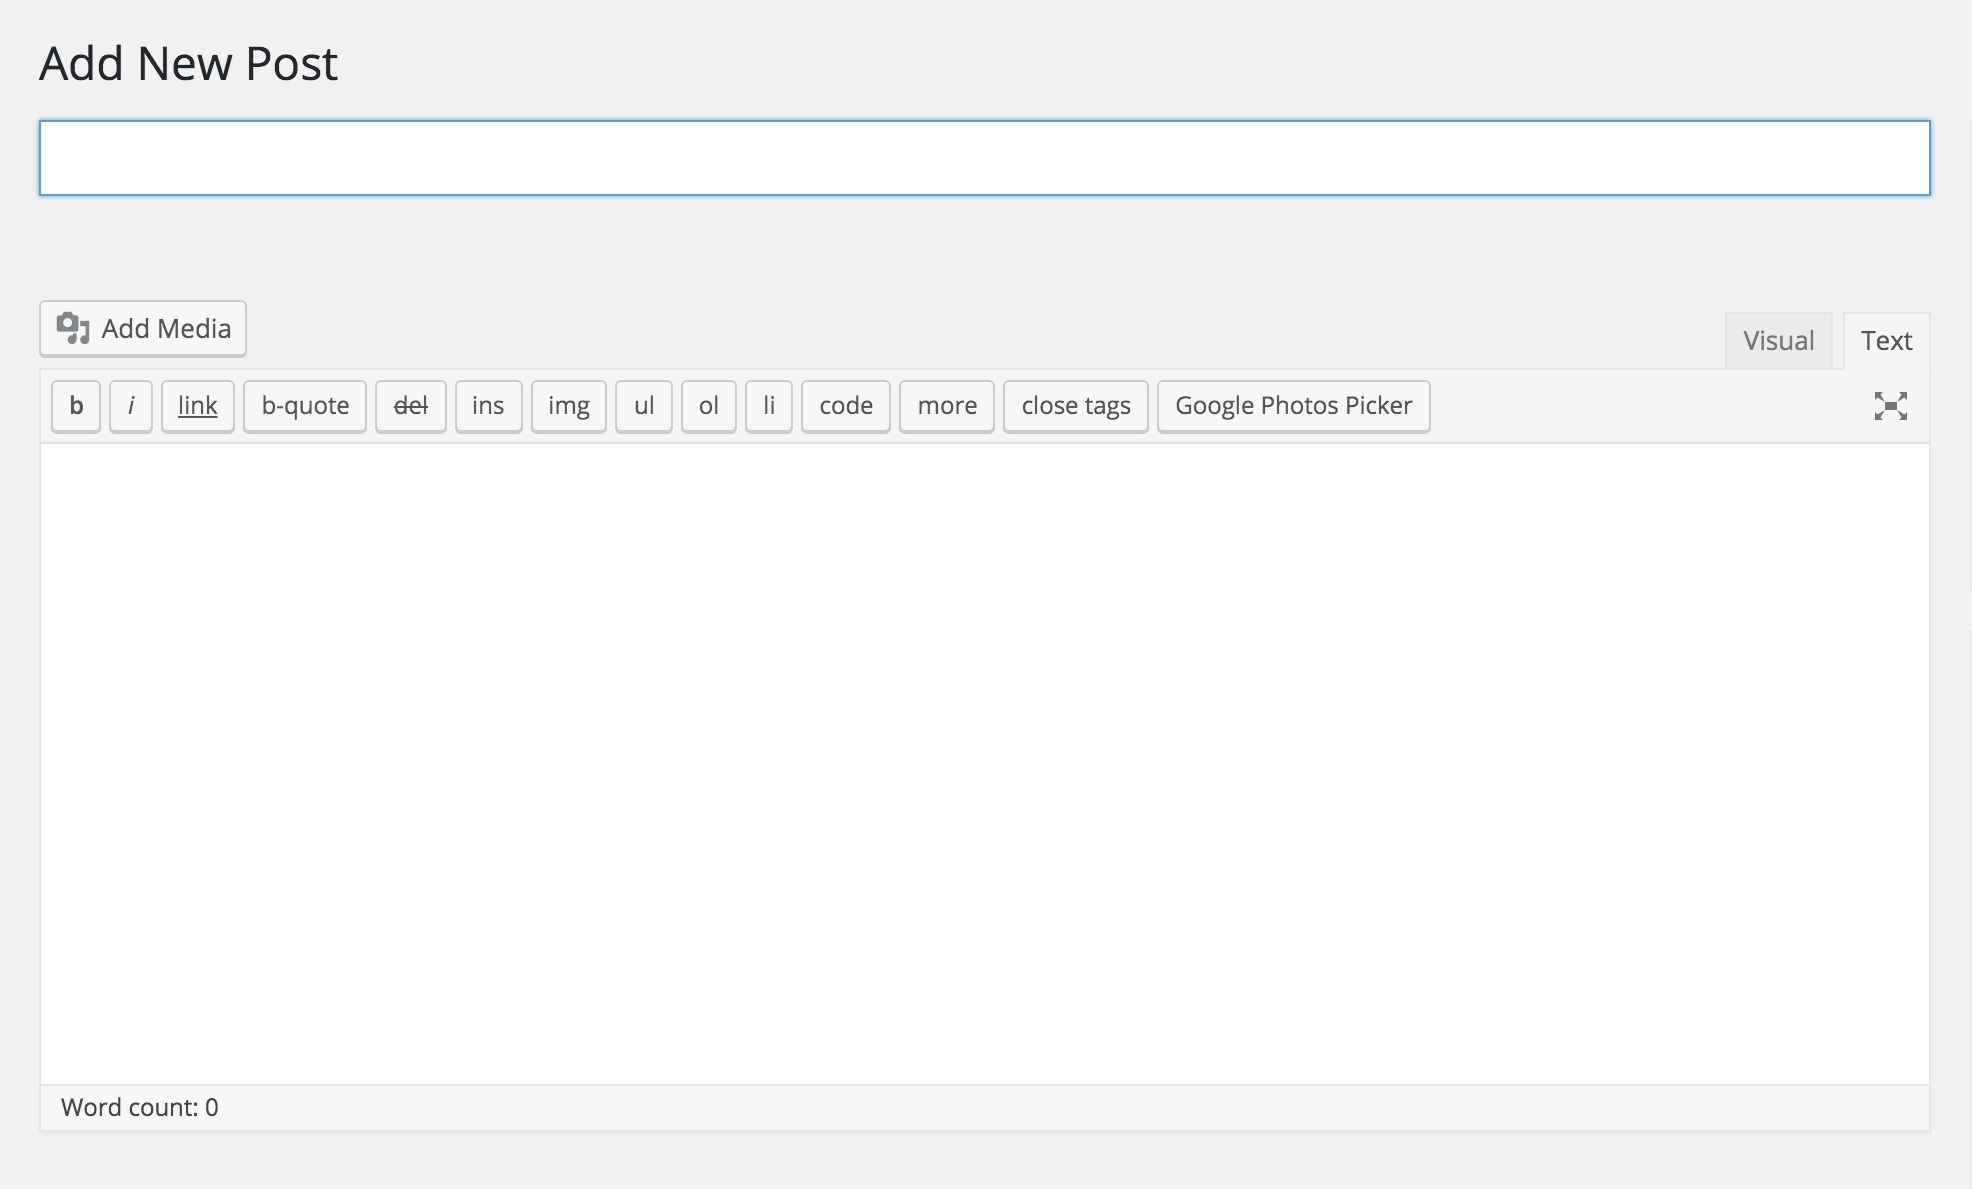 Add New Post
Add Media
Visual Text
b i link b-quote del ins img ul ol li code more close tags Google Photos Picker
Word count: 0